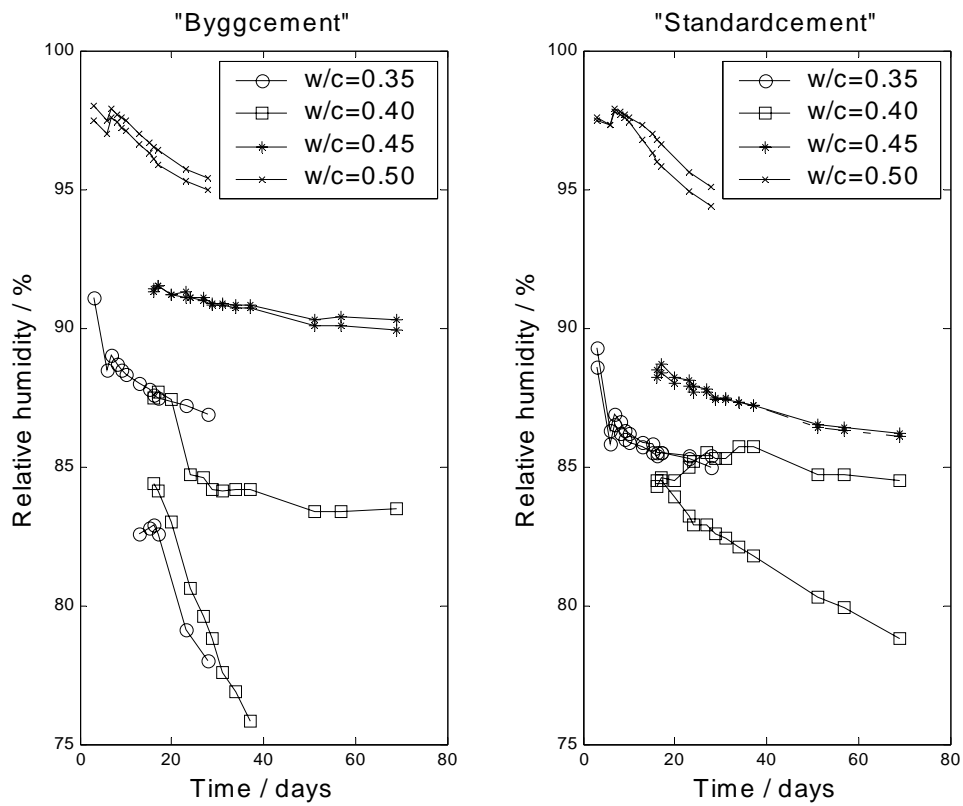 "Byggcement"
100
95
90
85
80
75
0
20
40
60
80
Relative humidity / %
Time / days
w/c=0.35
w/c=0.40
w/c=0.45
w/c=0.50
"Standardcement"
100
95
90
85
80
75
0
20
40
60
80
Relative humidity / %
Time / days
w/c=0.35
w/c=0.40
w/c=0.45
w/c=0.50